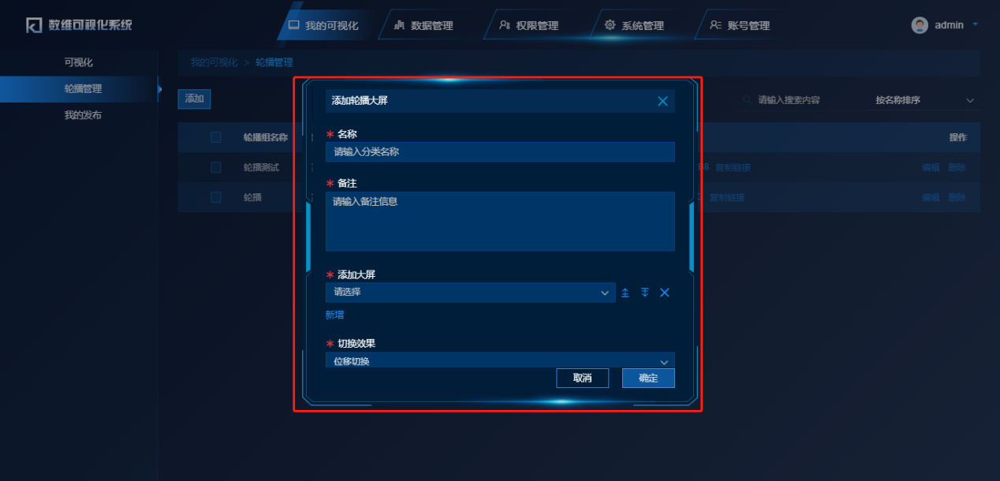 数维可视化系统
我的可视化
数据管理
权限管理
系统管理
账号管理
admin
可视化
轮播管理
我的发布
我的可视化 > 轮播管理
添加
请输入搜索内容
按名称排序
轮播组名称
操作
轮播测试
复制链接
编辑 删除
轮播
复制链接
编辑 删除
添加轮播大屏
* 名称
请输入分类名称
* 备注
请输入备注信息
* 添加大屏
请选择
新增
* 切换效果
位移切换
取消
确定